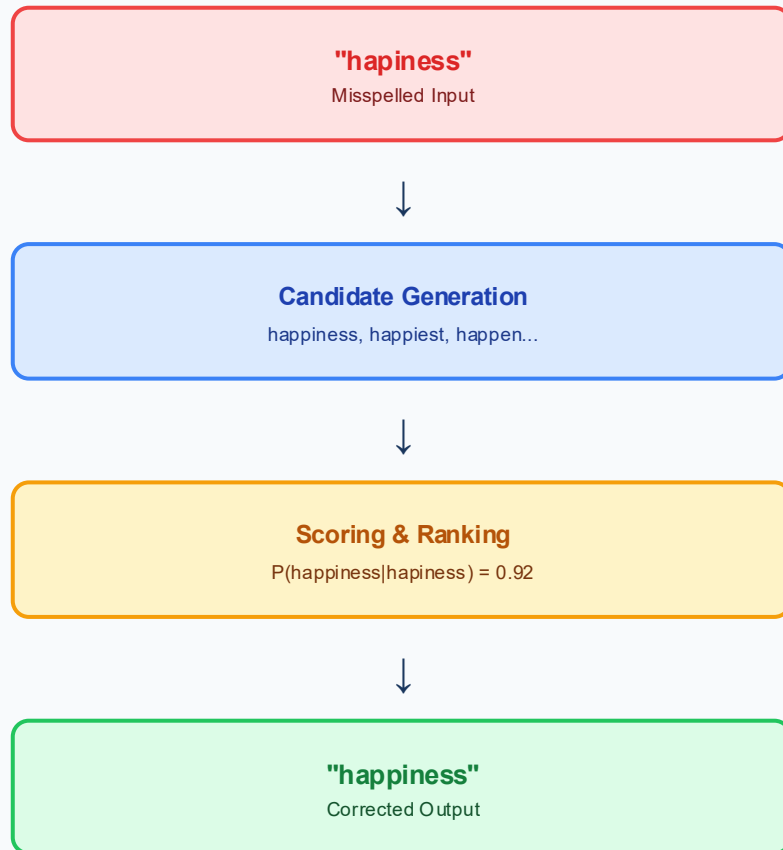 "hapiness"
Misspelled Input
↓
Candidate Generation
happiness, happiest, happen...
↓
Scoring & Ranking
P(happiness|hapiness) = 0.92
↓
"happiness"
Corrected Output